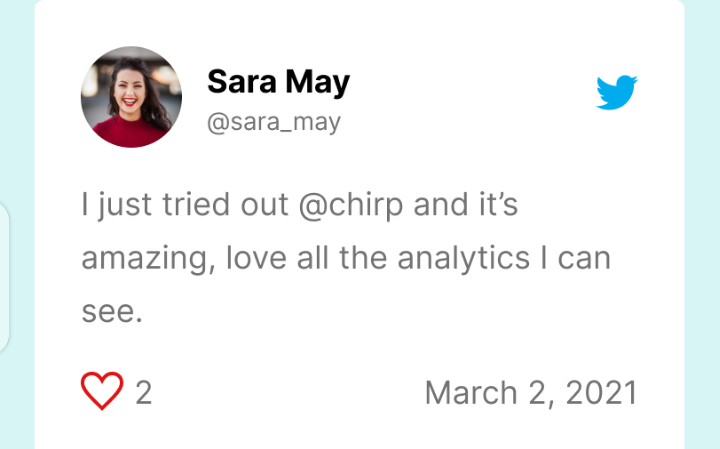 Sara May
@sara_may
I just tried out @chirp and it’s
amazing, love all the analytics I can
see.
2
March 2, 2021